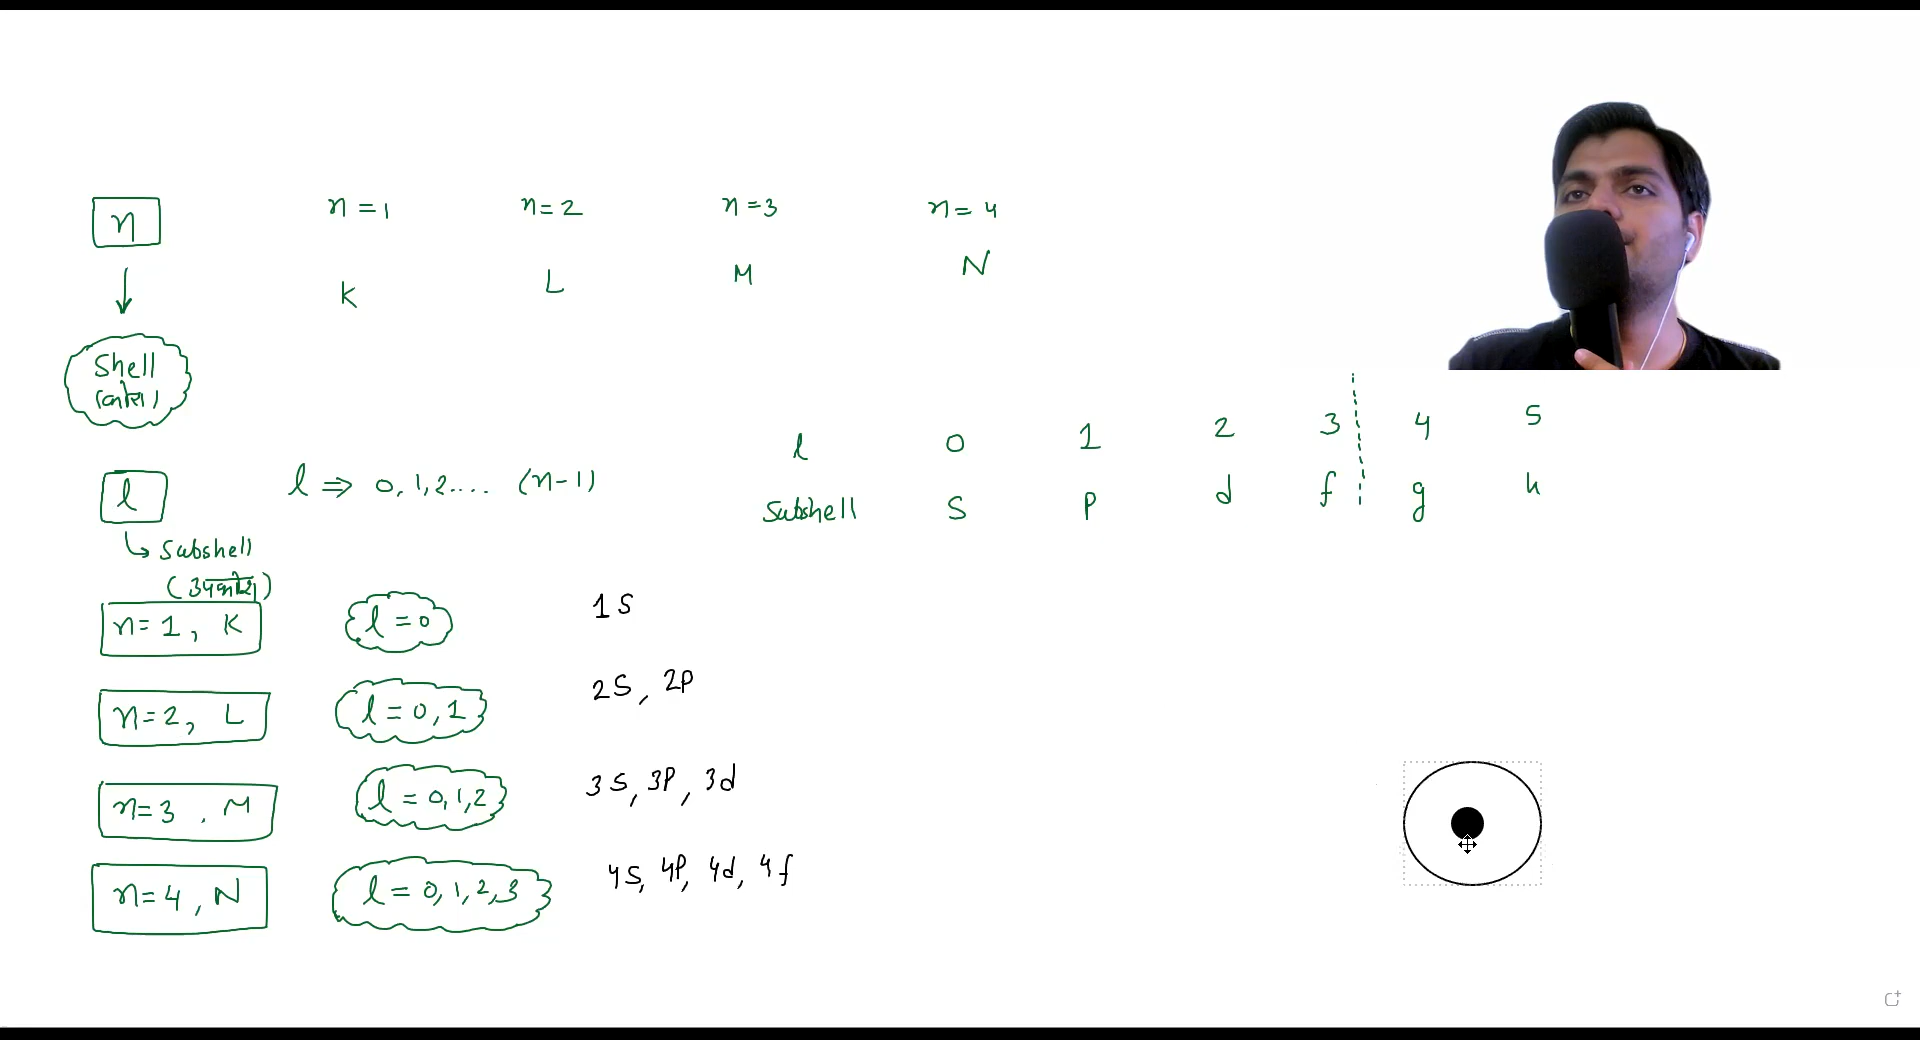 n n=1 n=2 n=3 n=4
K L M N
Shell
l l ⇒ 0,1,2.... (n-1)
l 0 1 2 3 4 5
Subshell S P d f g h
Subshell
n=1, K l=0 1S
n=2, L l=0,1 2S, 2P
n=3, M l=0,1,2 3S, 3P, 3d
n=4, N l=0,1,2,3 4S, 4P, 4d, 4f